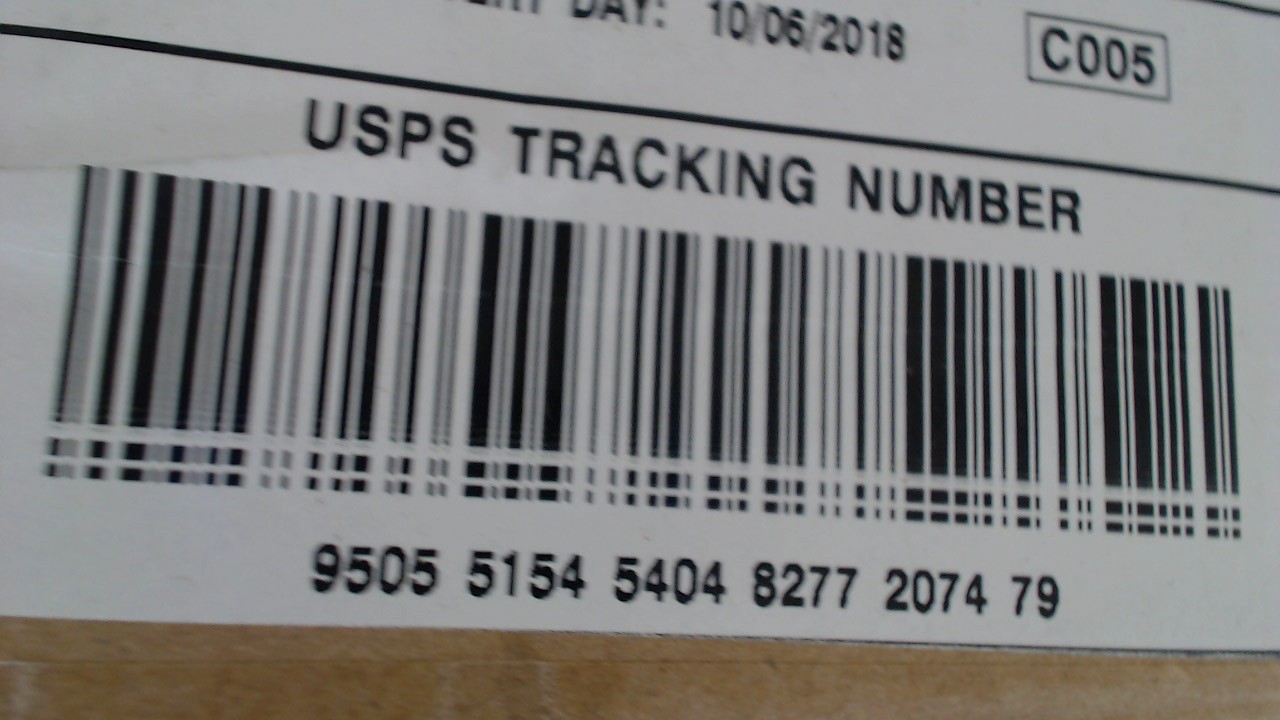 DAY: 10/06/2018
C005
USPS TRACKING NUMBER
9505 5154 5404 8277 2074 79